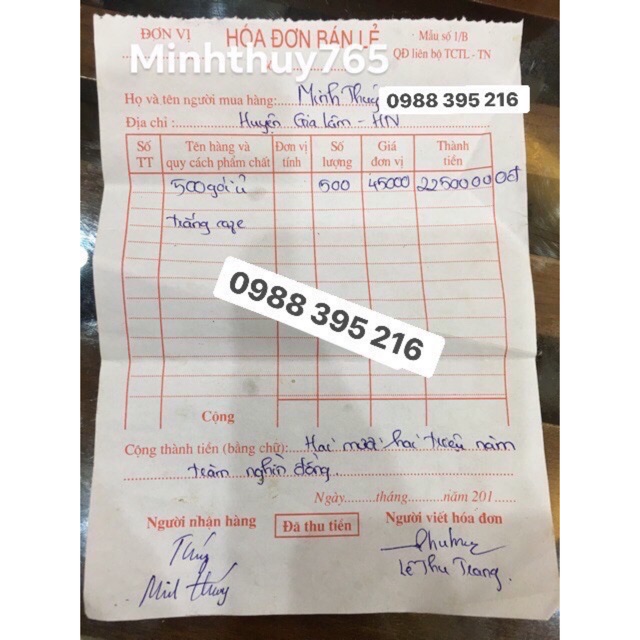 ĐƠN VỊ
HÓA ĐƠN BÁN LẺ
Mẫu số 1/B
QĐ liên bộ TCTL - TN
Minhthuy765
Họ và tên người mua hàng: Minh Thuý
0988 395 216
Địa chỉ : Huyện Gia Lâm - HN
Số TT Tên hàng và quy cách phẩm chất Đơn vị tính Số lượng Giá đơn vị Thành tiền
500 gói ủ 500 45000 22500000đ
trắng
0988 395 216
Cộng
Cộng thành tiền (bằng chữ): Hai mươi hai triệu năm
trăm nghìn đồng.
Ngày......tháng.........năm 201....
Người nhận hàng Đã thu tiền Người viết hóa đơn
Thúy
Minh Thúy
Lê Thu Trang.